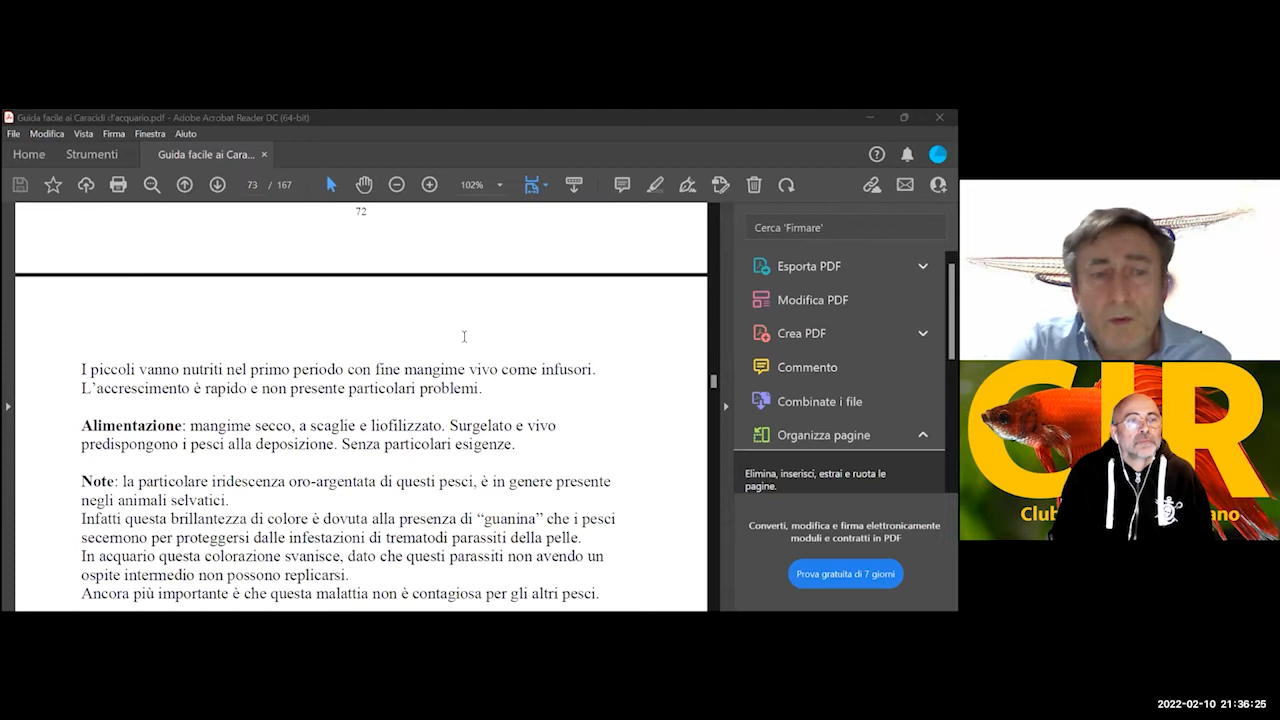 Guida facile ai Caracidi d'acquario.pdf - Adobe Acrobat Reader DC (64-bit)
File Modifica Vista Firma Finestra Aiuto
Home Strumenti Guida facile ai Cara... ×
73 / 167 102%
72
I piccoli vanno nutriti nel primo periodo con fine mangime vivo come infusori.
L'accrescimento è rapido e non presente particolari problemi.
Alimentazione: mangime secco, a scaglie e liofilizzato. Surgelato e vivo
predispongono i pesci alla deposizione. Senza particolari esigenze.
Note: la particolare iridescenza oro-argentata di questi pesci, è in genere presente
negli animali selvatici.
Infatti questa brillantezza di colore è dovuta alla presenza di “guanina” che i pesci
secernono per proteggersi dalle infestazioni di trematodi parassiti della pelle.
In acquario questa colorazione svanisce, dato che questi parassiti non avendo un
ospite intermedio non possono replicarsi.
Ancora più importante è che questa malattia non è contagiosa per gli altri pesci.
Cerca 'Firmare'
Esporta PDF
Modifica PDF
Crea PDF
Commento
Combinate i file
Organizza pagine
Elimina, inserisci, estrai e ruota le
pagine.
Converti, modifica e firma elettronicamente
moduli e contratti in PDF
Prova gratuita di 7 giorni
Club
ano
2022-02-10 21:36:25